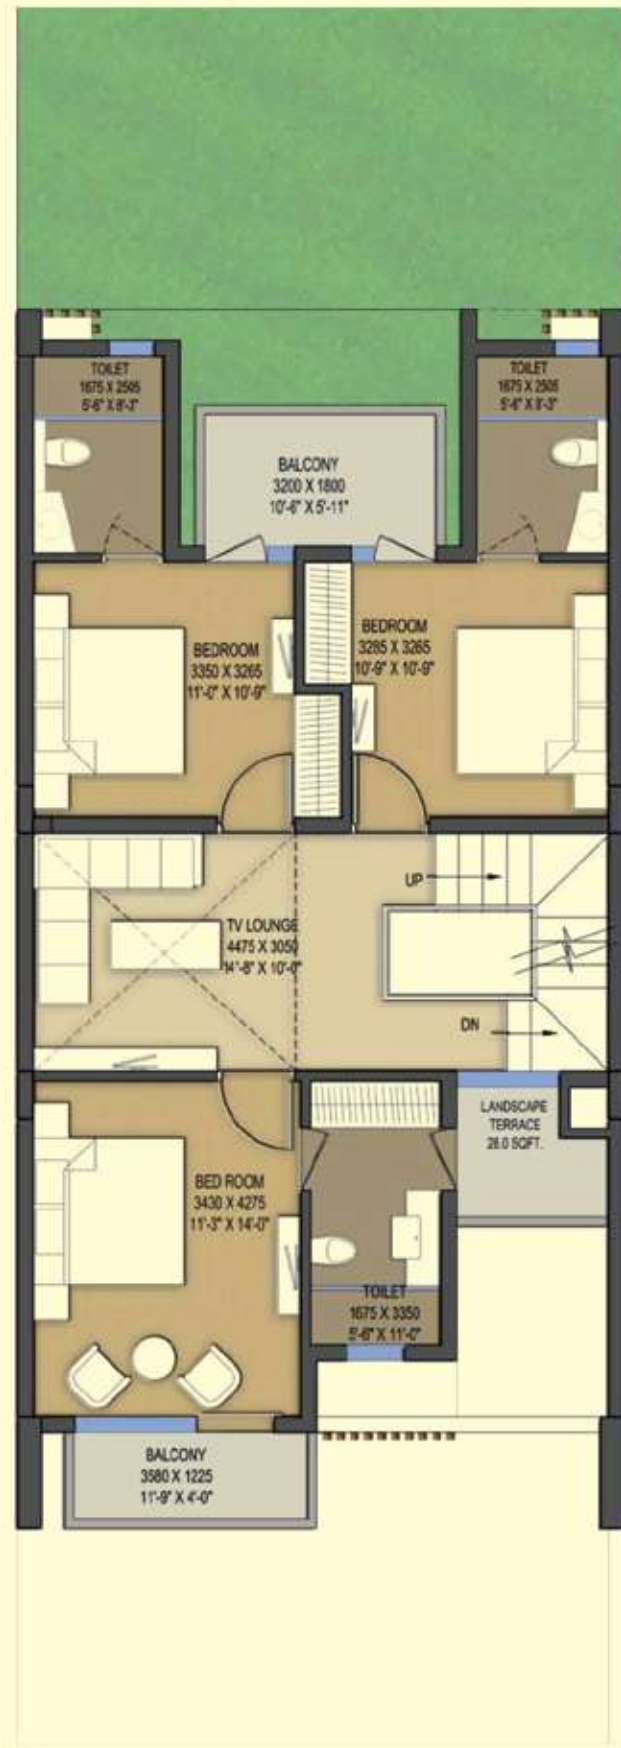 TOILET
1675 X 2505
5'-6" X 8'-3"
TOILET
1675 X 2505
5'-6" X 8'-3"
BALCONY
3200 X 1800
10'-6" X 5'-11"
BEDROOM
3350 X 3265
11'-0" X 10'-9"
BEDROOM
3285 X 3265
10'-9" X 10'-9"
UP
TV LOUNGE
4475 X 3050
14'-8" X 10'-0"
DN
LANDSCAPE
TERRACE
28.0 SQFT.
BED ROOM
3430 X 4275
11'-3" X 14'-0"
TOILET
1675 X 3350
5'-6" X 11'-0"
BALCONY
3580 X 1225
11'-9" X 4'-0"